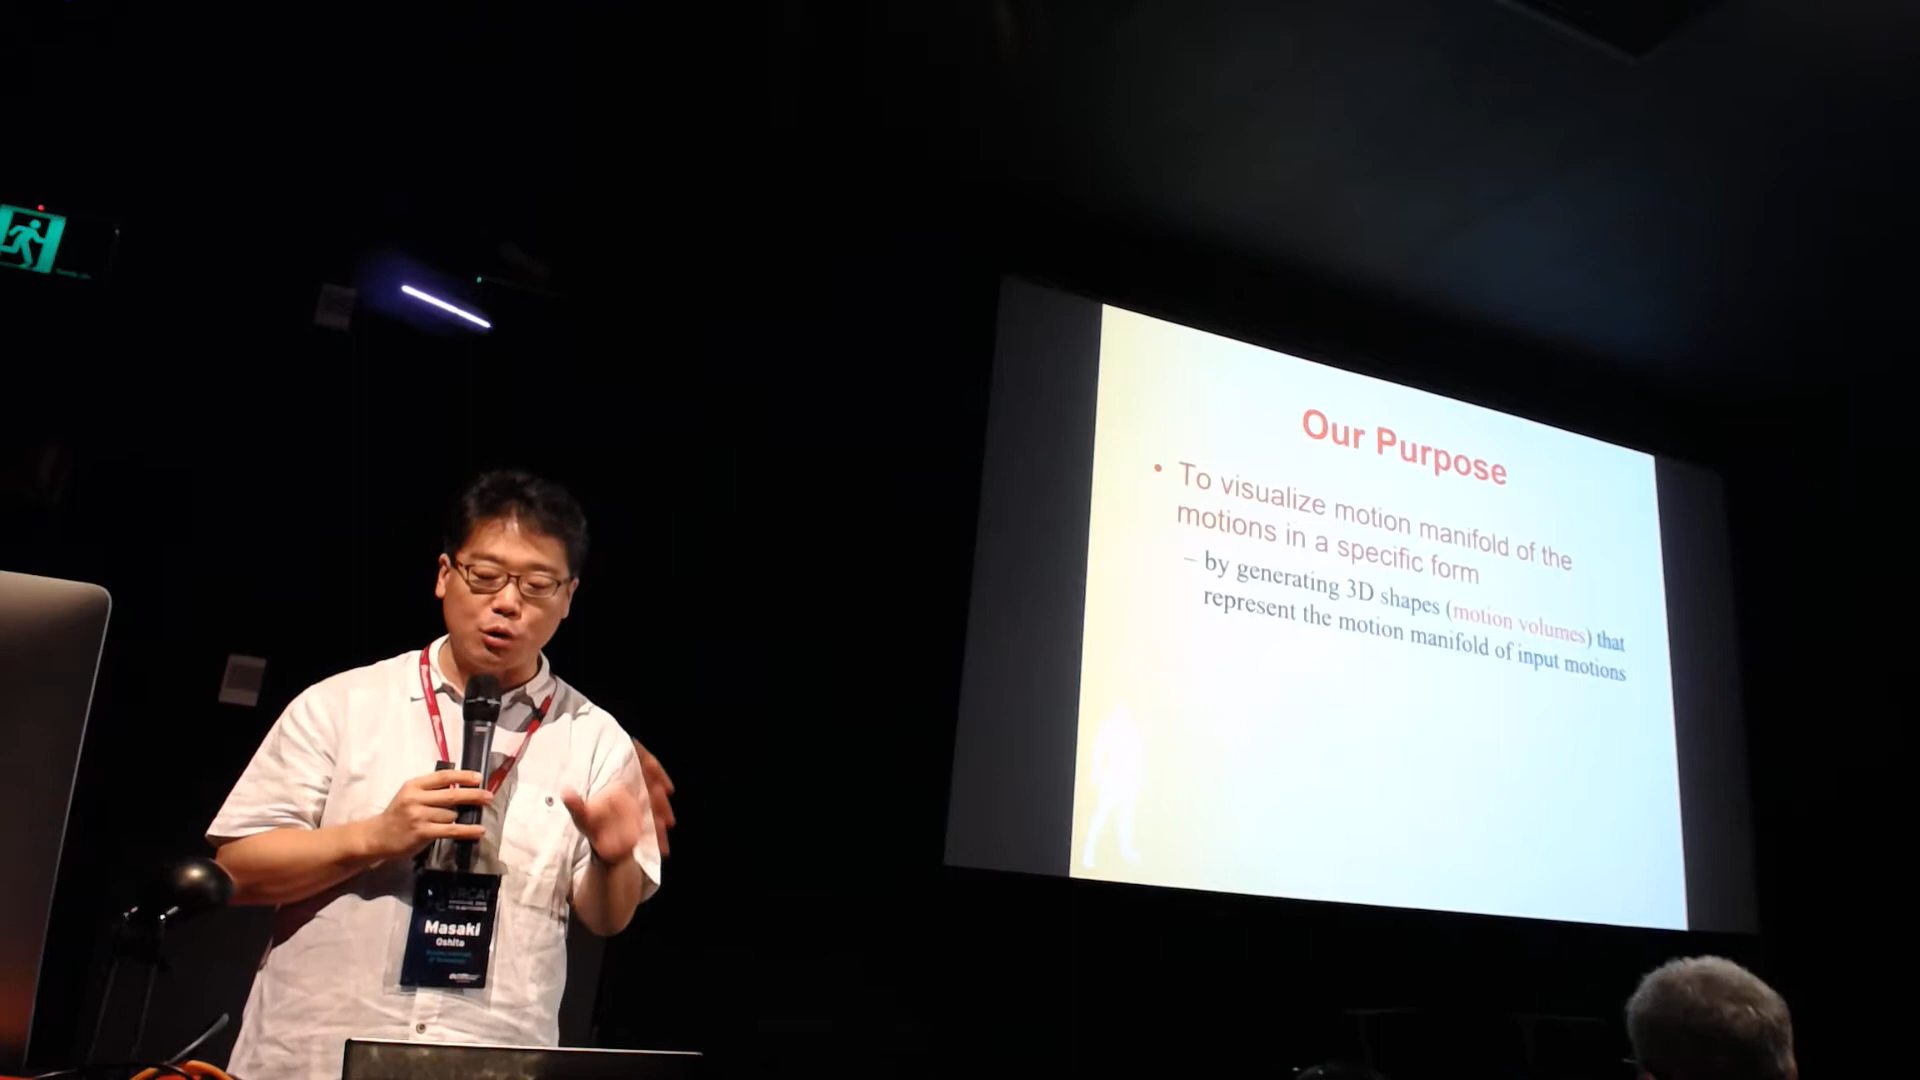 Our Purpose
• To visualize motion manifold of the
motions in a specific form
– by generating 3D shapes (motion volumes) that
represent the motion manifold of input motions
Masaki
Oshita